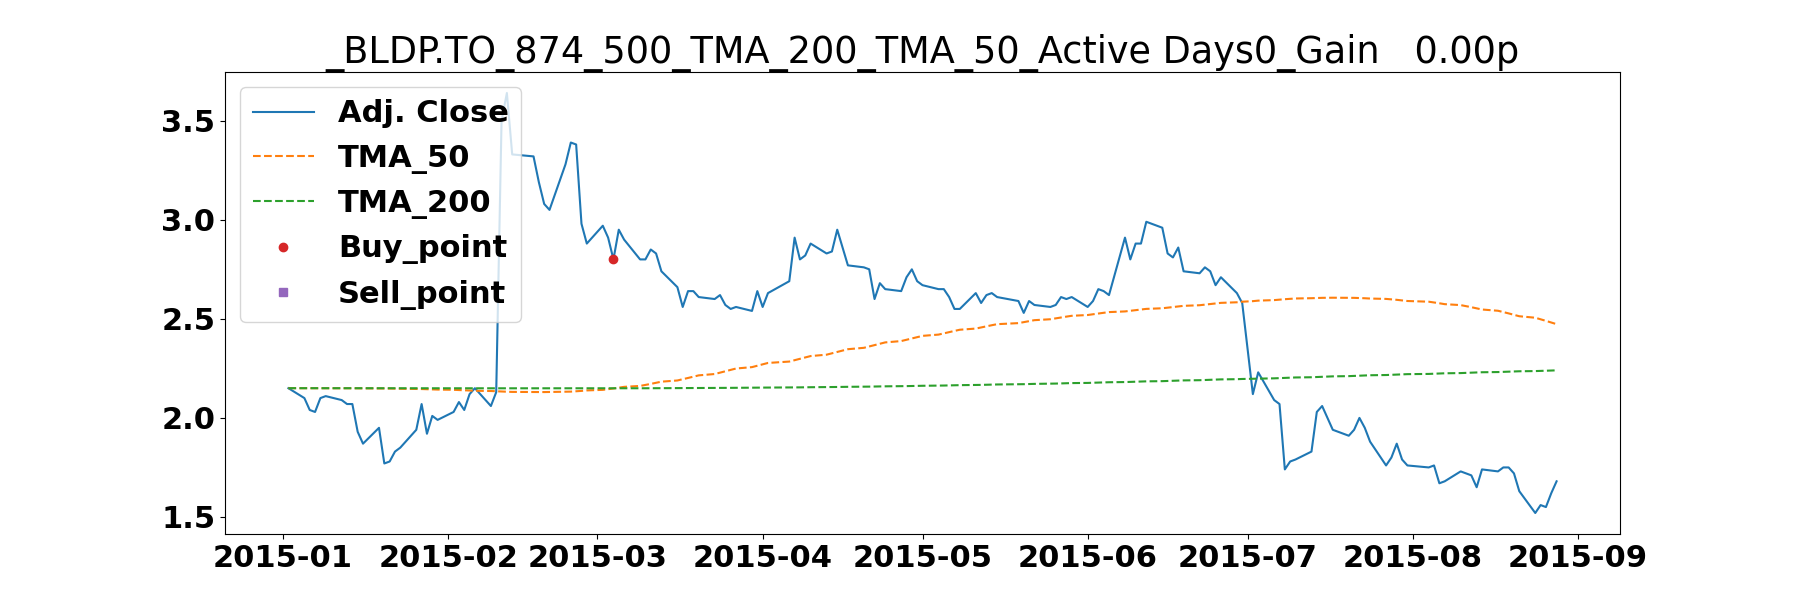 _BLDP.TO_874_500_TMA_200_TMA_50_Active Days0_Gain   0.00p
Adj. Close
TMA_50
TMA_200
Buy_point
Sell_point
3.5
3.0
2.5
2.0
1.5
2015-01 2015-02 2015-03 2015-04 2015-05 2015-06 2015-07 2015-08 2015-09